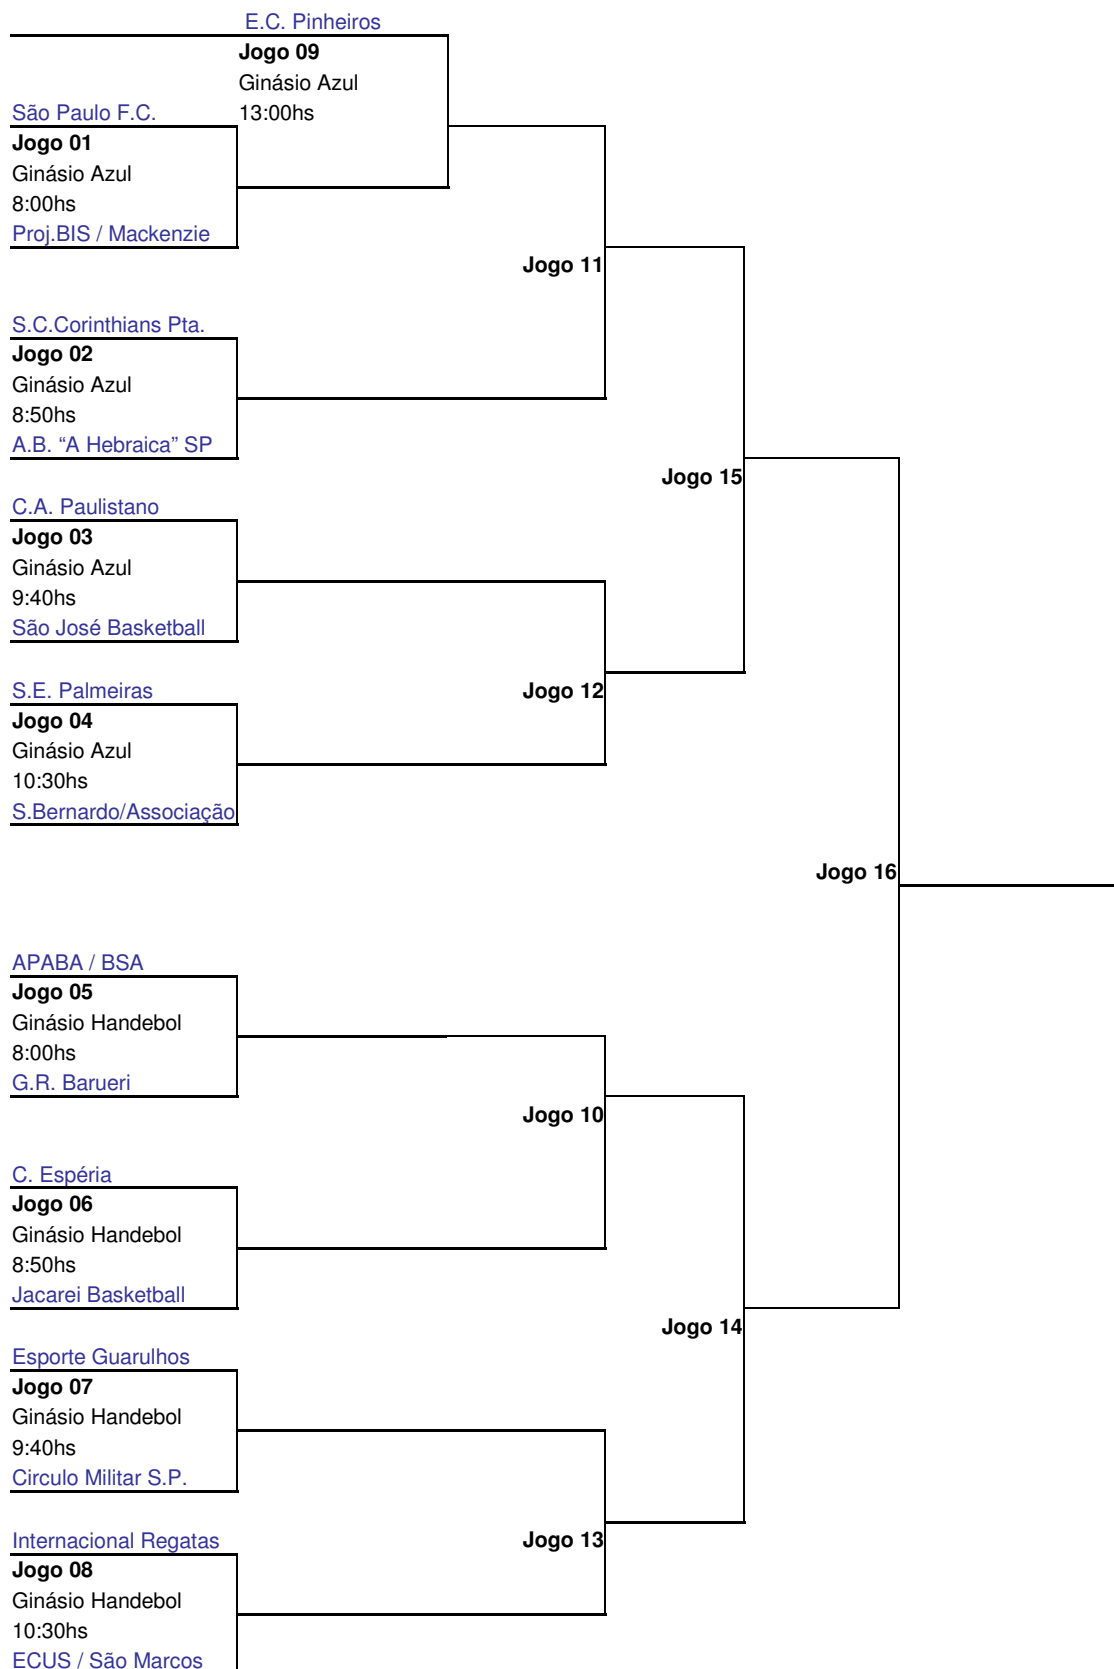 E.C. Pinheiros
Jogo 09
Ginásio Azul
13:00hs
São Paulo F.C.
Jogo 01
Ginásio Azul
8:00hs
Proj.BIS / Mackenzie
Jogo 11
S.C.Corinthians Pta.
Jogo 02
Ginásio Azul
8:50hs
A.B. “A Hebraica” SP
Jogo 15
C.A. Paulistano
Jogo 03
Ginásio Azul
9:40hs
São José Basketball
S.E. Palmeiras
Jogo 12
Jogo 04
Ginásio Azul
10:30hs
S.Bernardo/Associação
Jogo 16
APABA / BSA
Jogo 05
Ginásio Handebol
8:00hs
G.R. Barueri
Jogo 10
C. Espéria
Jogo 06
Ginásio Handebol
8:50hs
Jacarei Basketball
Jogo 14
Esporte Guarulhos
Jogo 07
Ginásio Handebol
9:40hs
Circulo Militar S.P.
Internacional Regatas
Jogo 13
Jogo 08
Ginásio Handebol
10:30hs
ECUS / São Marcos